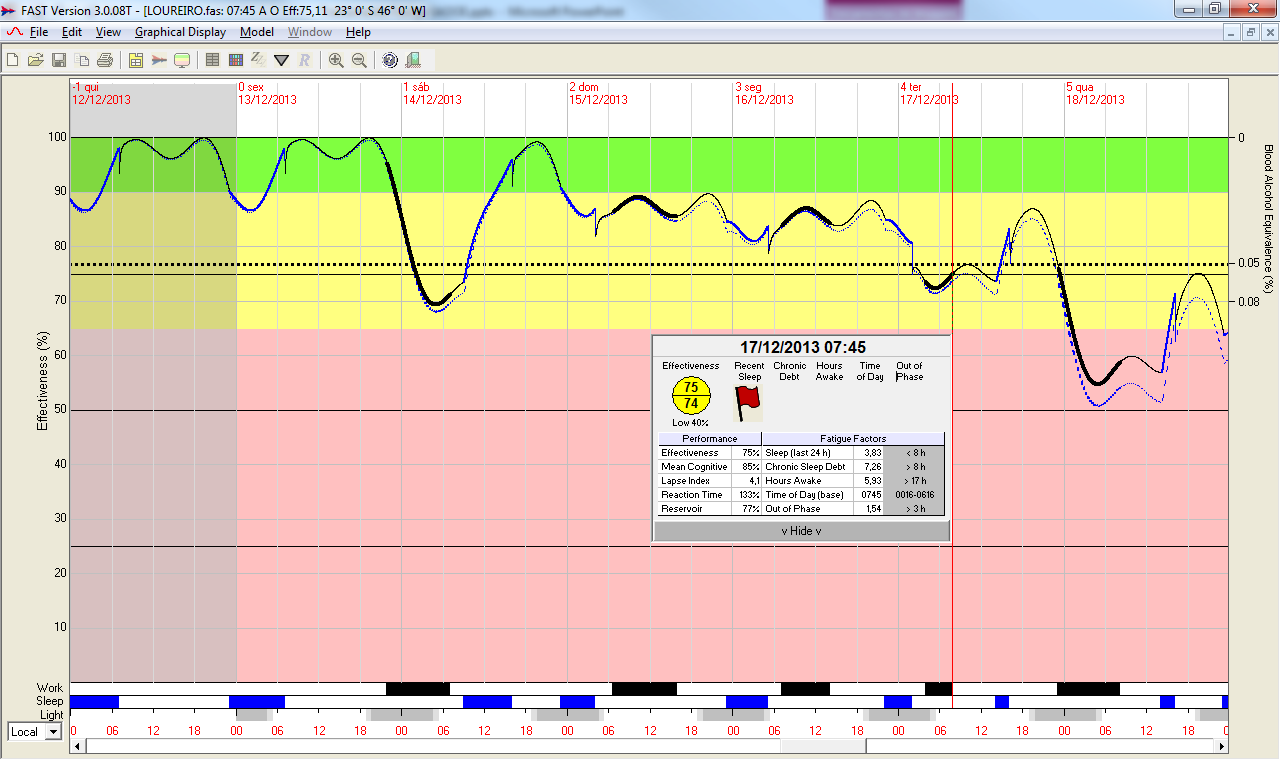 FAST Version 3.0.08T - [LOUREIRO.fas: 07:45 A O Eff:75,11 23° 0' S 46° 0' W]
File Edit View Graphical Display Model Window Help
-1 qui 0 sex 1 sáb 2 dom 3 seg 4 ter 5 qua
12/12/2013 13/12/2013 14/12/2013 15/12/2013 16/12/2013 17/12/2013 18/12/2013
100 0
90
80
0.05
70 0.08
60
50
40
30
20
10
Effectiveness (%)
Blood Alcohol Equivalence (%)
17/12/2013 07:45
Effectiveness Recent Sleep Chronic Debt Hours Awake Time of Day Out of Phase
75
74
Low 40%
Performance Fatigue Factors
Effectiveness 75% Sleep (last 24 h) 3,83 < 8 h
Mean Cognitive 85% Chronic Sleep Debt 7,26 > 8 h
Lapse Index 4,1 Hours Awake 5,93 > 17 h
Reaction Time 133% Time of Day (base) 0745 0016-0616
Reservoir 77% Out of Phase 1,54 > 3 h
v Hide v
Work
Sleep
Light
Local 0 06 12 18 00 06 12 18 00 06 12 18 00 06 12 18 00 06 12 18 00 06 12 18 00 06 12 18 0